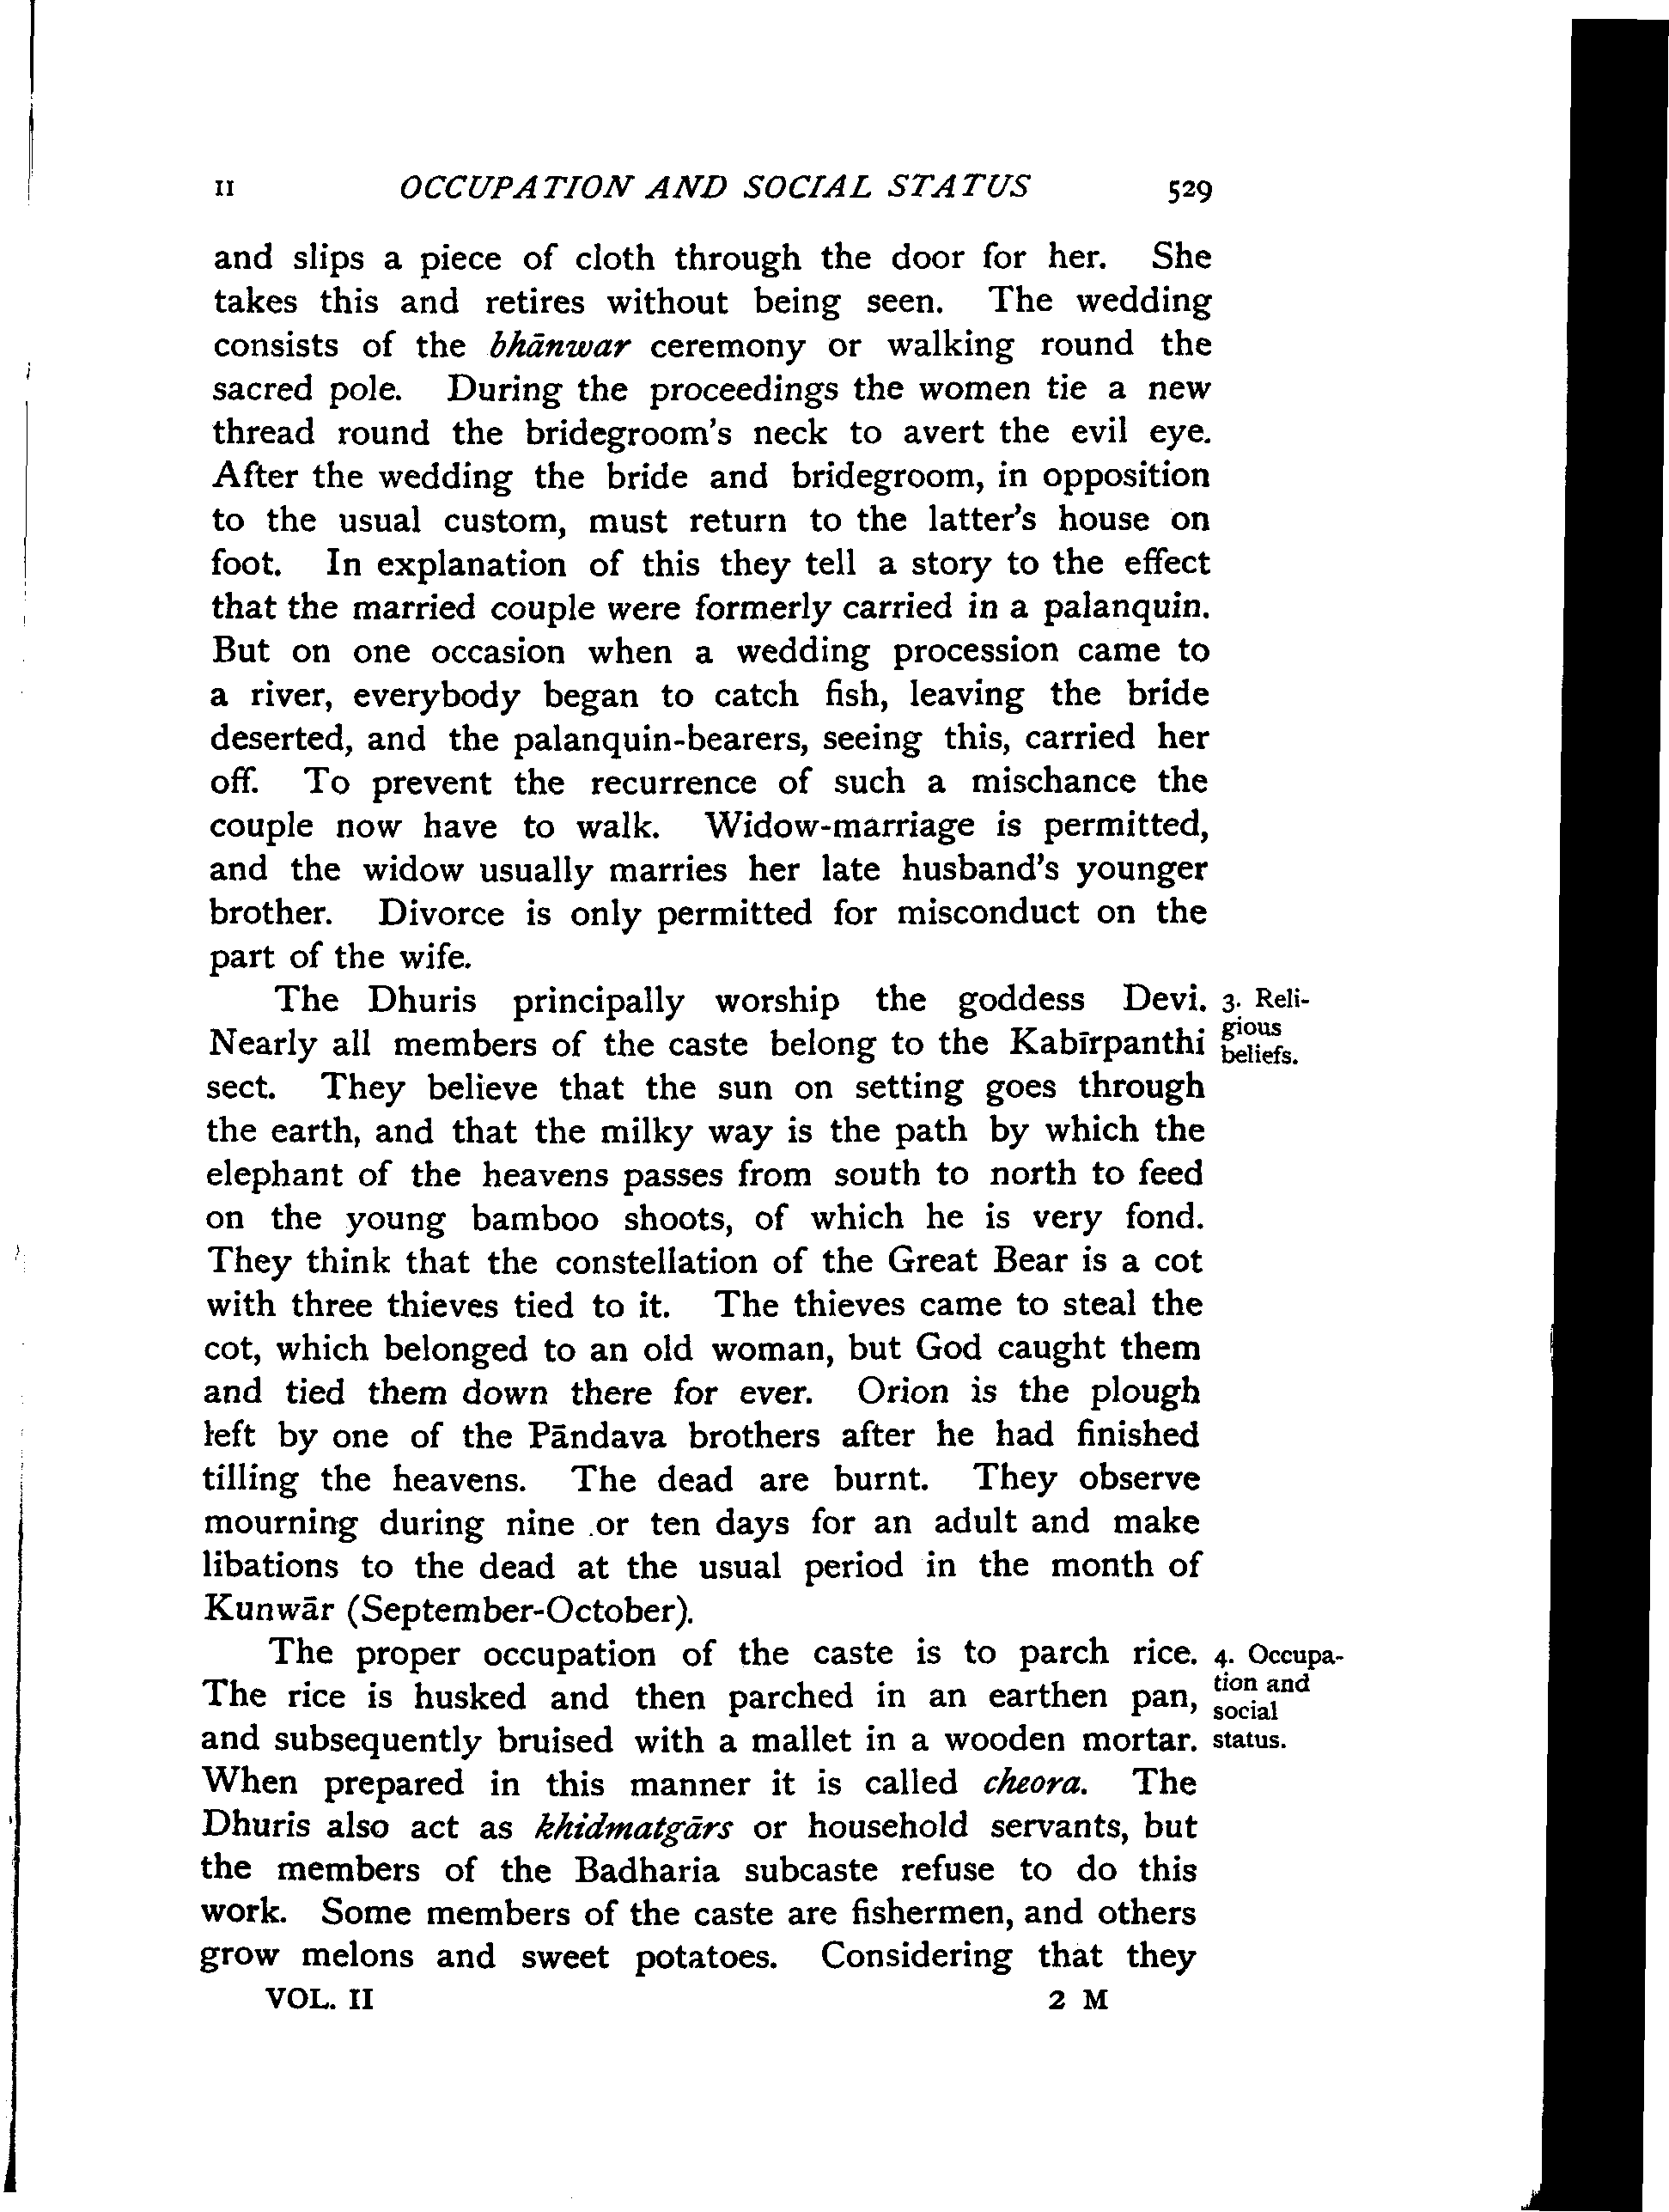 II OCCUPATION AND SOCIAL STATUS 529
and slips a piece of cloth through the door for her. She
takes this and retires without being seen. The wedding
consists of the bhānwar ceremony or walking round the
sacred pole. During the proceedings the women tie a new
thread round the bridegroom's neck to avert the evil eye.
After the wedding the bride and bridegroom, in opposition
to the usual custom, must return to the latter's house on
foot. In explanation of this they tell a story to the effect
that the married couple were formerly carried in a palanquin.
But on one occasion when a wedding procession came to
a river, everybody began to catch fish, leaving the bride
deserted, and the palanquin-bearers, seeing this, carried her
off. To prevent the recurrence of such a mischance the
couple now have to walk. Widow-marriage is permitted,
and the widow usually marries her late husband's younger
brother. Divorce is only permitted for misconduct on the
part of the wife.
The Dhuris principally worship the goddess Devi.
Nearly all members of the caste belong to the Kabīrpanthi
sect. They believe that the sun on setting goes through
the earth, and that the milky way is the path by which the
elephant of the heavens passes from south to north to feed
on the young bamboo shoots, of which he is very fond.
They think that the constellation of the Great Bear is a cot
with three thieves tied to it. The thieves came to steal the
cot, which belonged to an old woman, but God caught them
and tied them down there for ever. Orion is the plough
left by one of the Pāndava brothers after he had finished
tilling the heavens. The dead are burnt. They observe
mourning during nine or ten days for an adult and make
libations to the dead at the usual period in the month of
Kunwār (September-October).
3. Reli-
gious
beliefs.
The proper occupation of the caste is to parch rice.
The rice is husked and then parched in an earthen pan,
and subsequently bruised with a mallet in a wooden mortar.
When prepared in this manner it is called cheora. The
Dhuris also act as khidmatgārs or household servants, but
the members of the Badharia subcaste refuse to do this
work. Some members of the caste are fishermen, and others
grow melons and sweet potatoes. Considering that they
4. Occupa-
tion and
social
status.
VOL. II 2 M